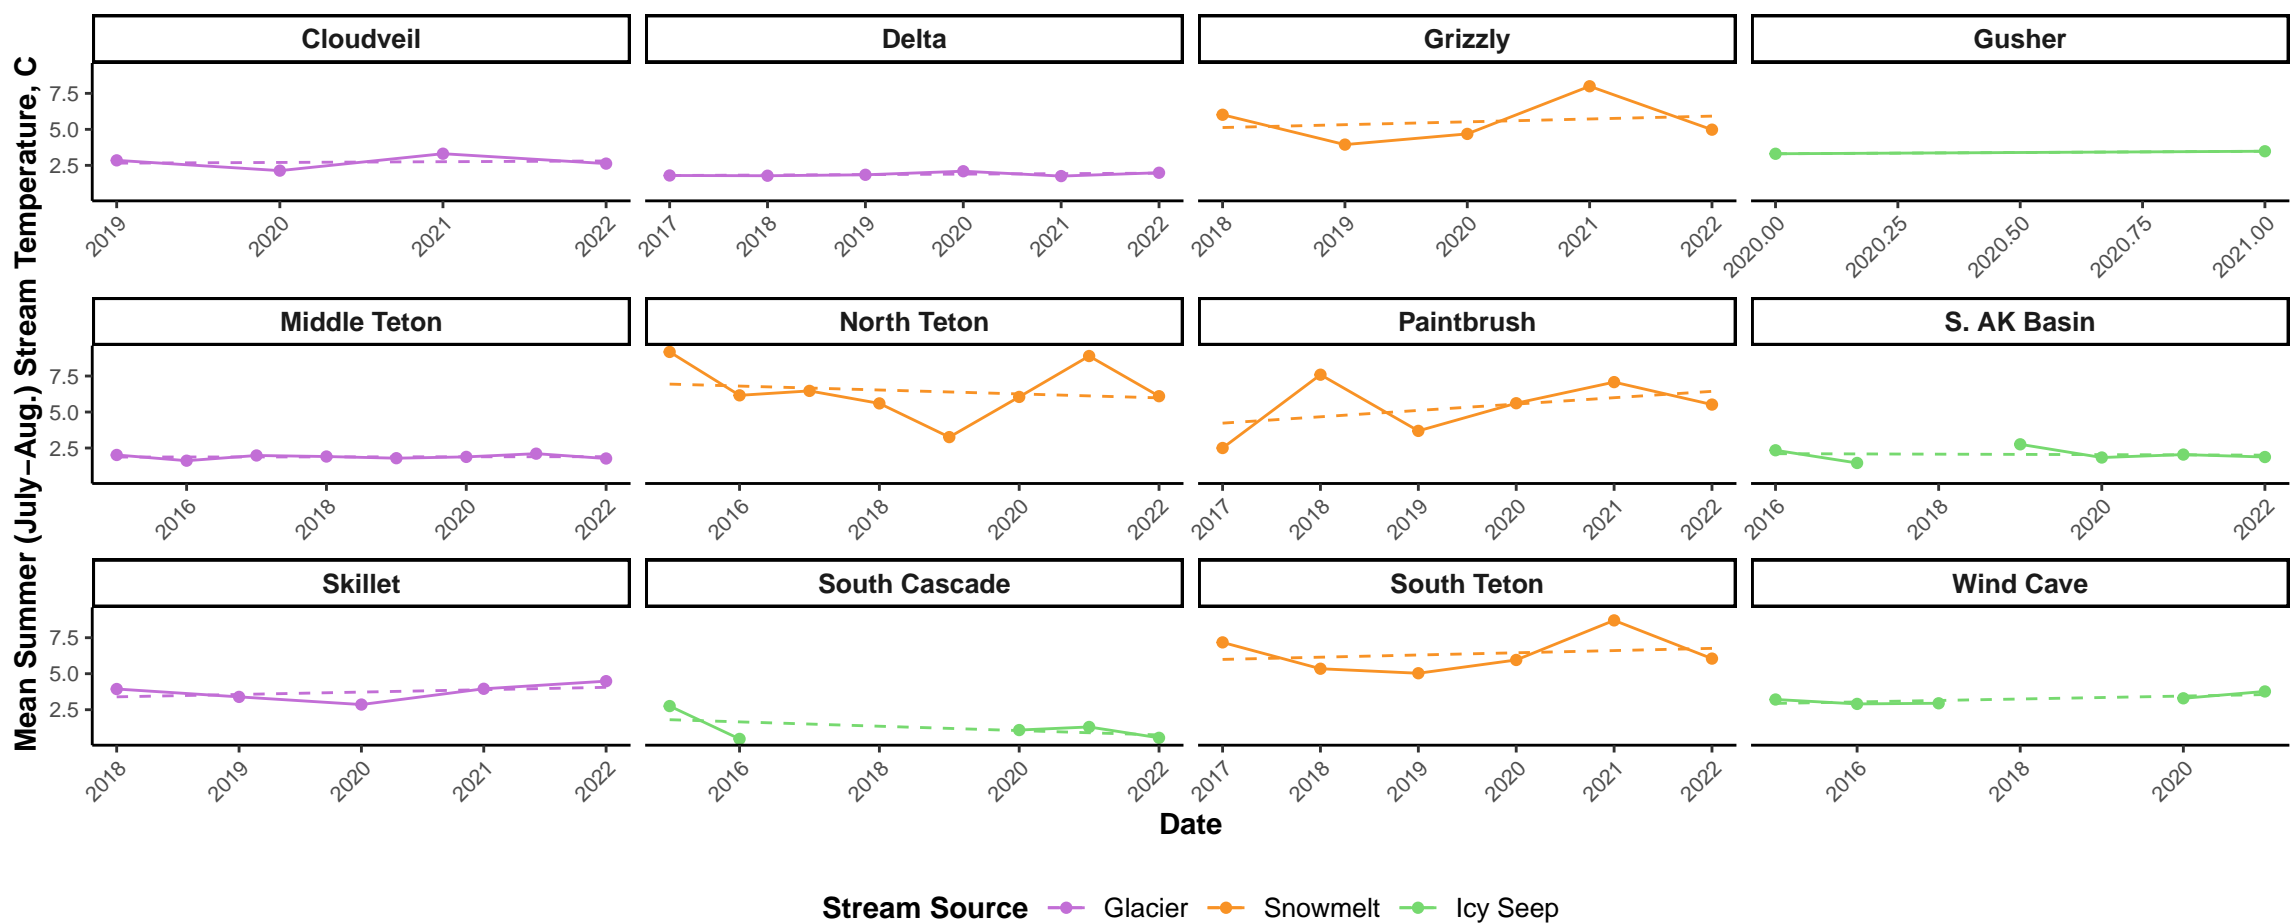 Cloudveil Delta Grizzly Gusher
Mean Summer (July–Aug.) Stream Temperature, C
7.5
5.0
2.5
2019 2020 2021 2022 2017 2018 2019 2020 2021 2022 2018 2019 2020 2021 2022 2020.00 2020.25 2020.50 2020.75 2021.00
Middle Teton North Teton Paintbrush S. AK Basin
7.5
5.0
2.5
2016 2018 2020 2022 2016 2018 2020 2022 2017 2018 2019 2020 2021 2022 2016 2018 2020 2022
Skillet South Cascade South Teton Wind Cave
7.5
5.0
2.5
2018 2019 2020 2021 2022 2016 2018 2020 2022 2017 2018 2019 2020 2021 2022 2016 2018 2020
Date
Stream Source Glacier Snowmelt Icy Seep